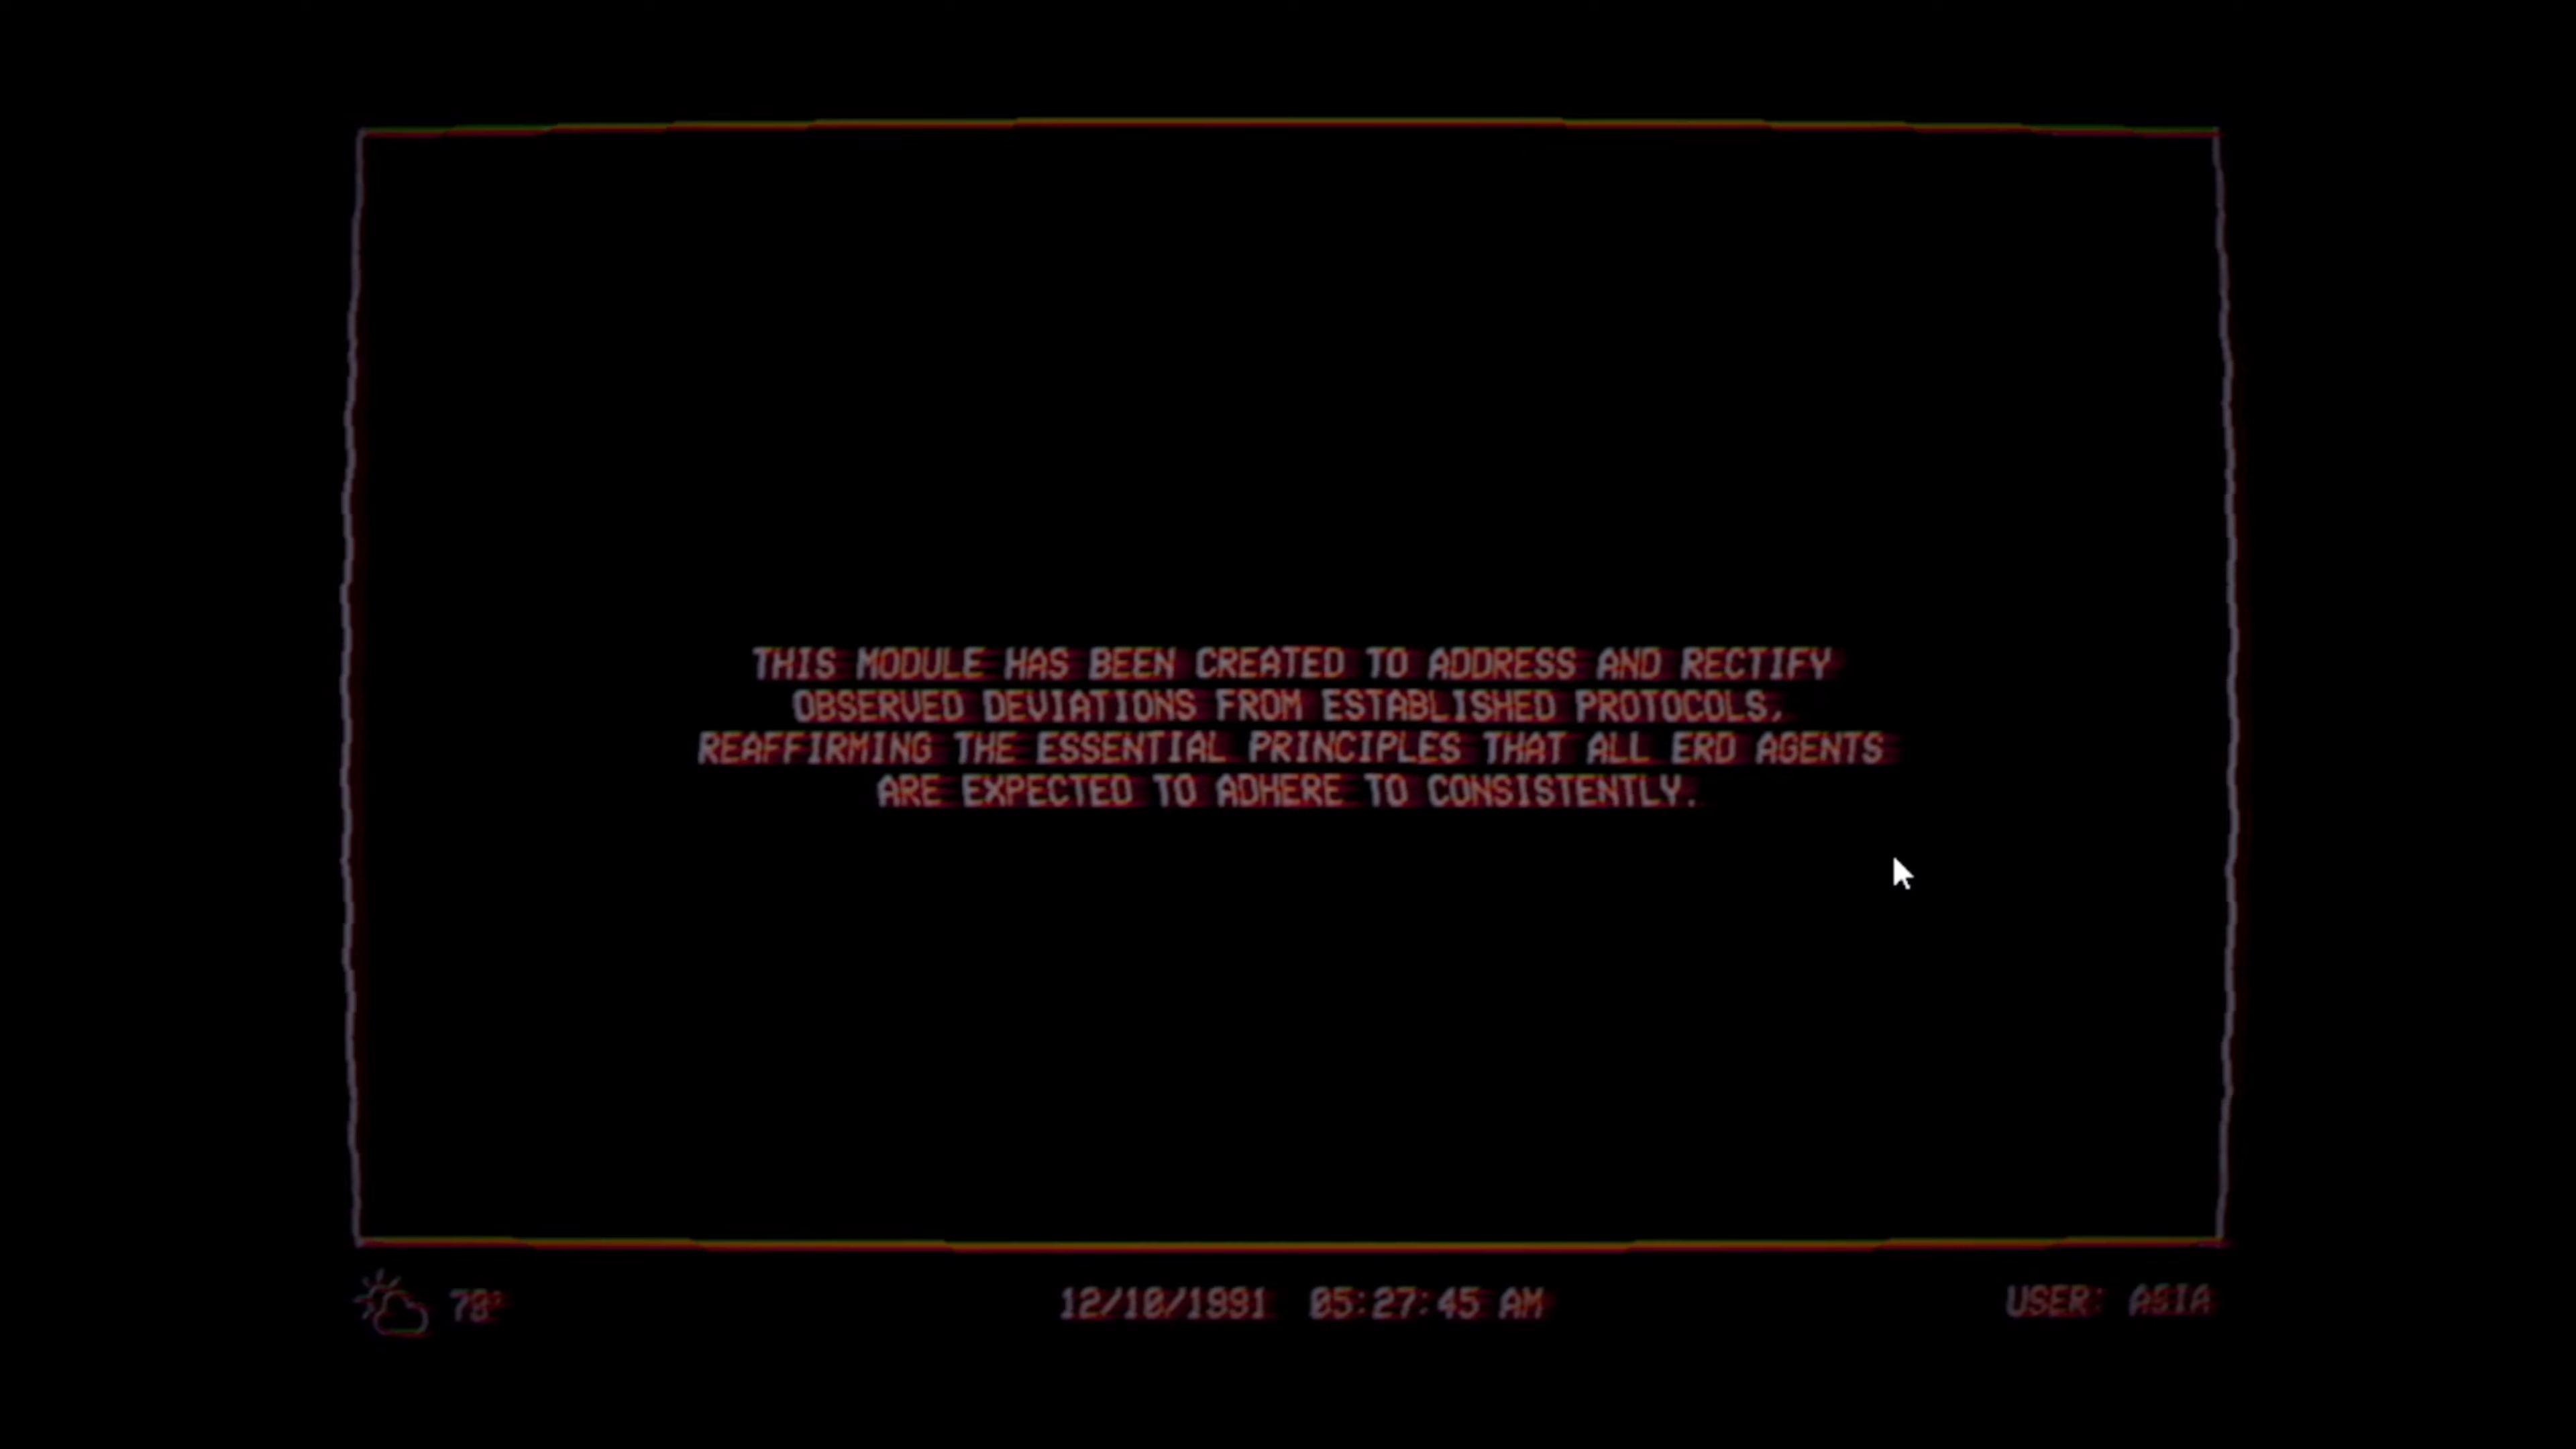 THIS MODULE HAS BEEN CREATED TO ADDRESS AND RECTIFY
OBSERVED DEVIATIONS FROM ESTABLISHED PROTOCOLS,
REAFFIRMING THE ESSENTIAL PRINCIPLES THAT ALL ERD AGENTS
ARE EXPECTED TO ADHERE TO CONSISTENTLY.
78° 12/10/1991 05:27:45 AM USER: ASIA